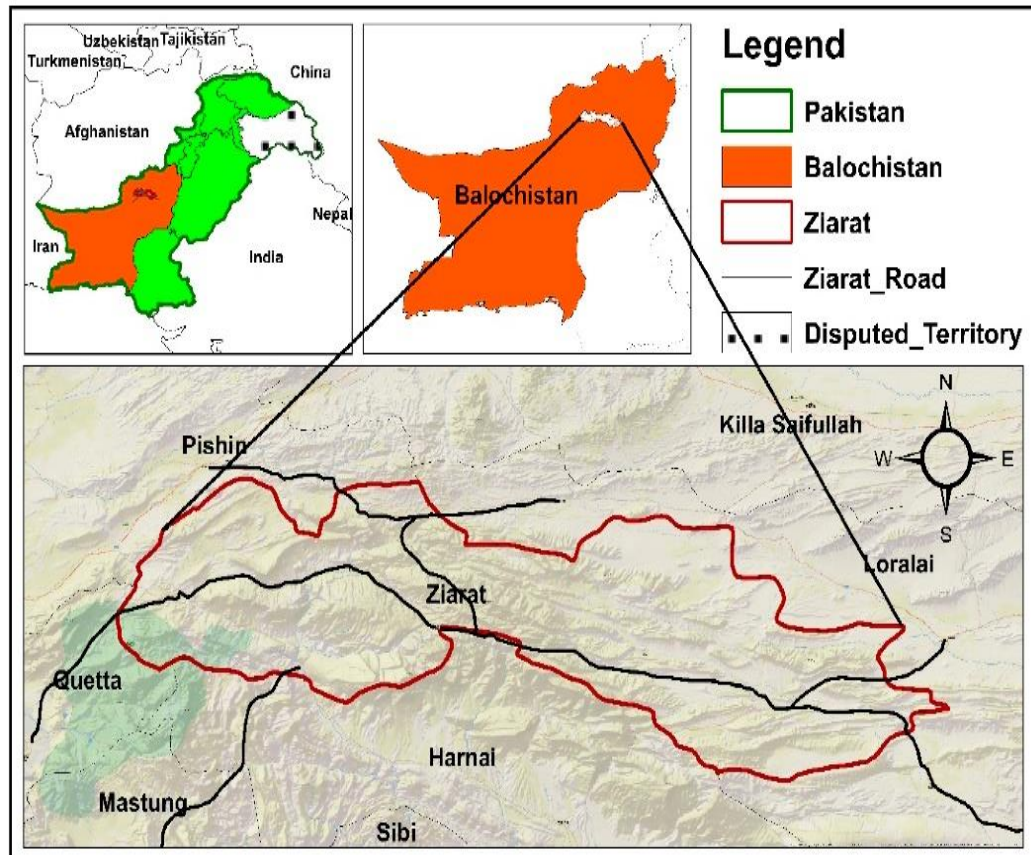 Uzbekistan
Tajikistan
Turkmenistan
China
Afghanistan
Nepal
Iran
India
Balochistan
Legend
Pakistan
Balochistan
ZIarat
Ziarat_Road
Disputed_Territory
Pishin
Killa Saifullah
N
W
E
S
Loralai
Ziarat
Quetta
Harnai
Mastung
Sibi